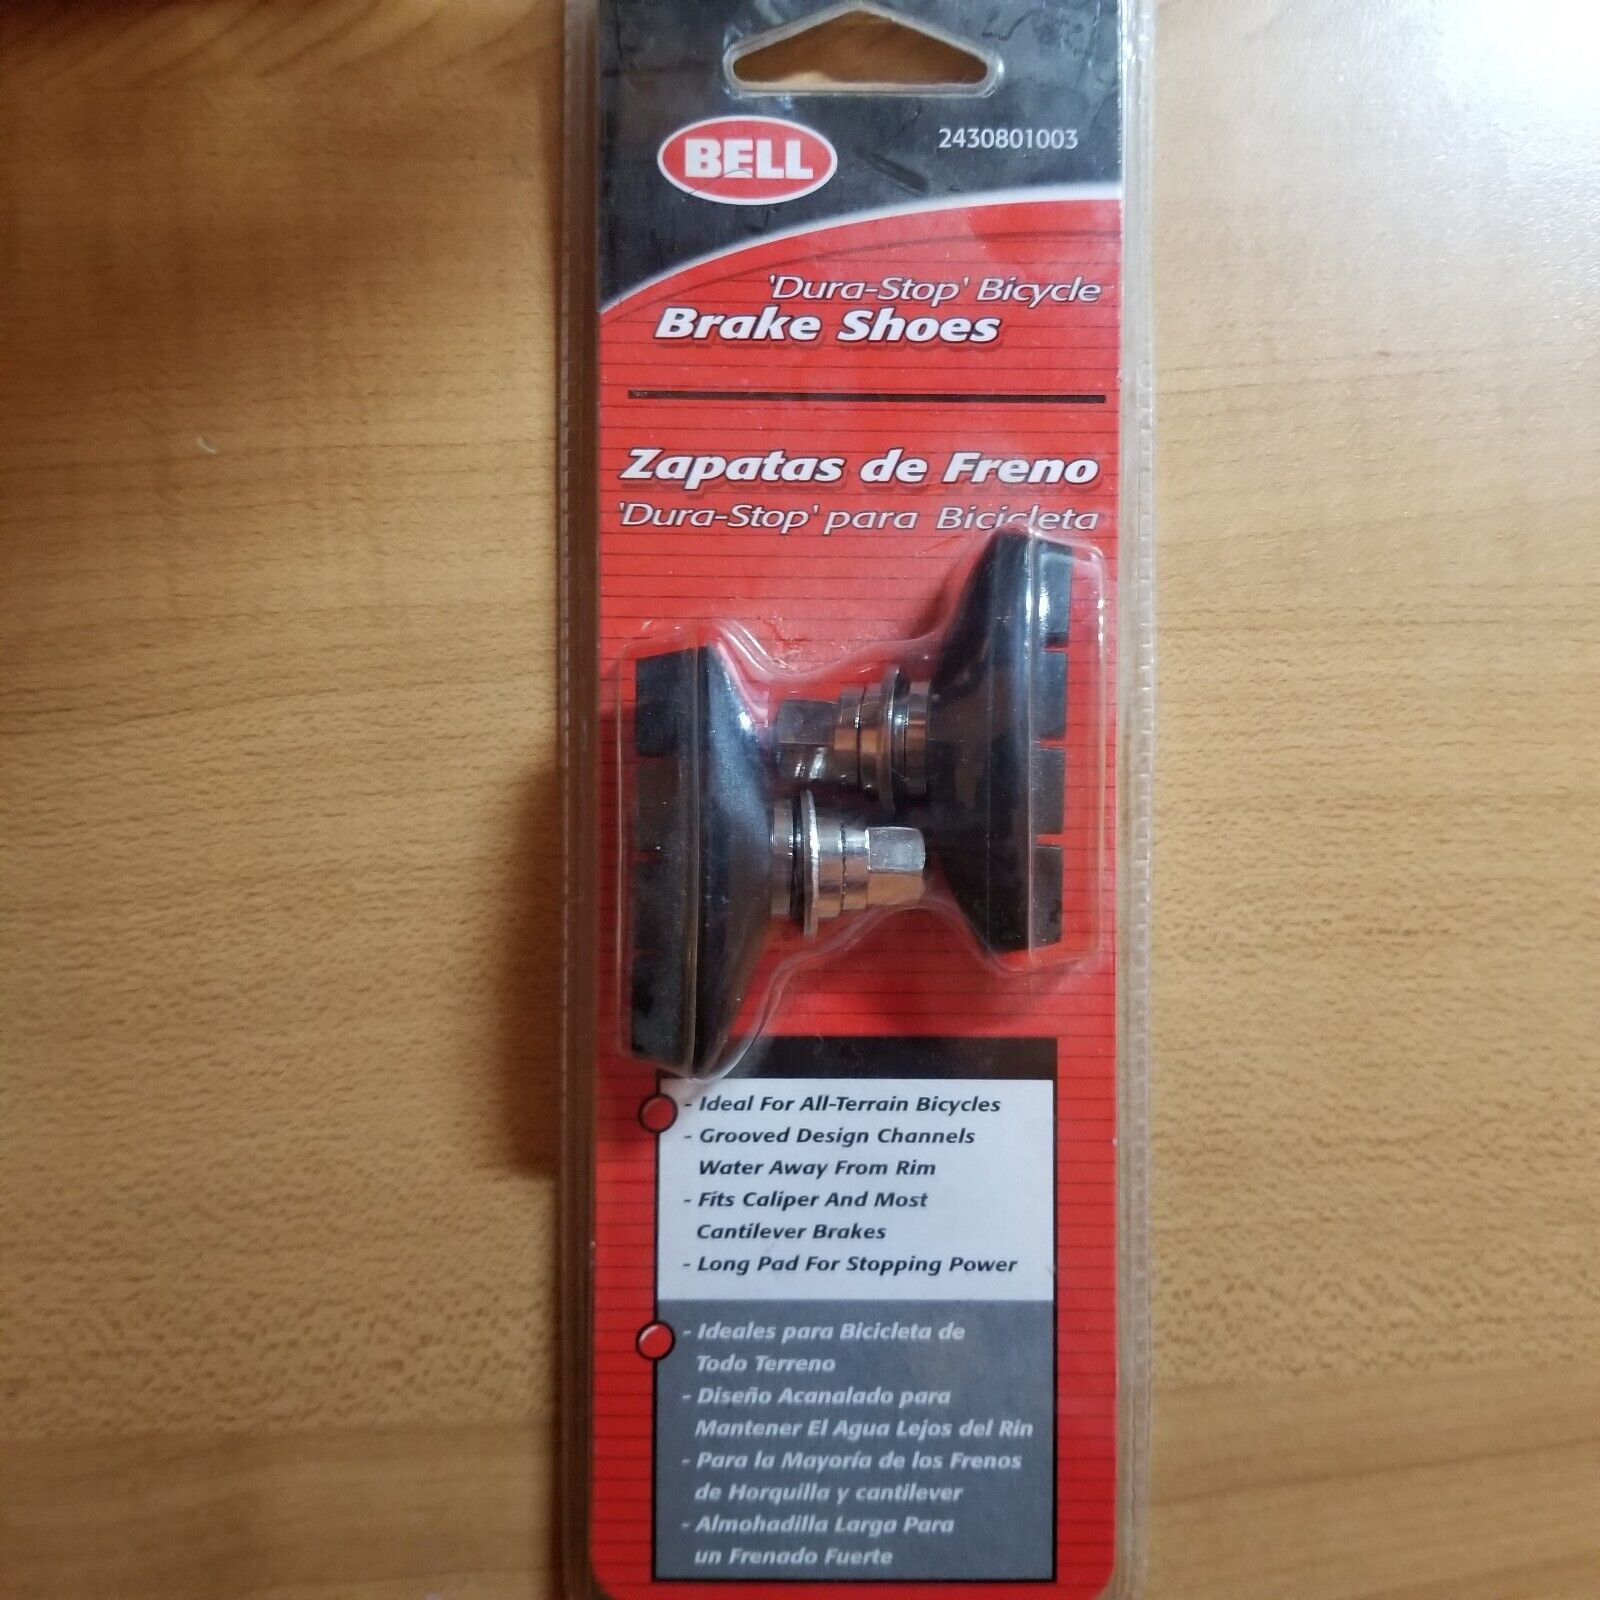 BELL
2430801003
'Dura-Stop' Bicycle
Brake Shoes
Zapatas de Freno
'Dura-Stop' para Bicicleta
- Ideal For All-Terrain Bicycles
- Grooved Design Channels
Water Away From Rim
- Fits Caliper And Most
Cantilever Brakes
- Long Pad For Stopping Power
- Ideales para Bicicleta de
Todo Terreno
- Diseño Acanalado para
Mantener El Agua Lejos del Rin
- Para la Mayoría de los Frenos
de Horquilla y cantilever
- Almohadilla Larga Para
un Frenado Fuerte